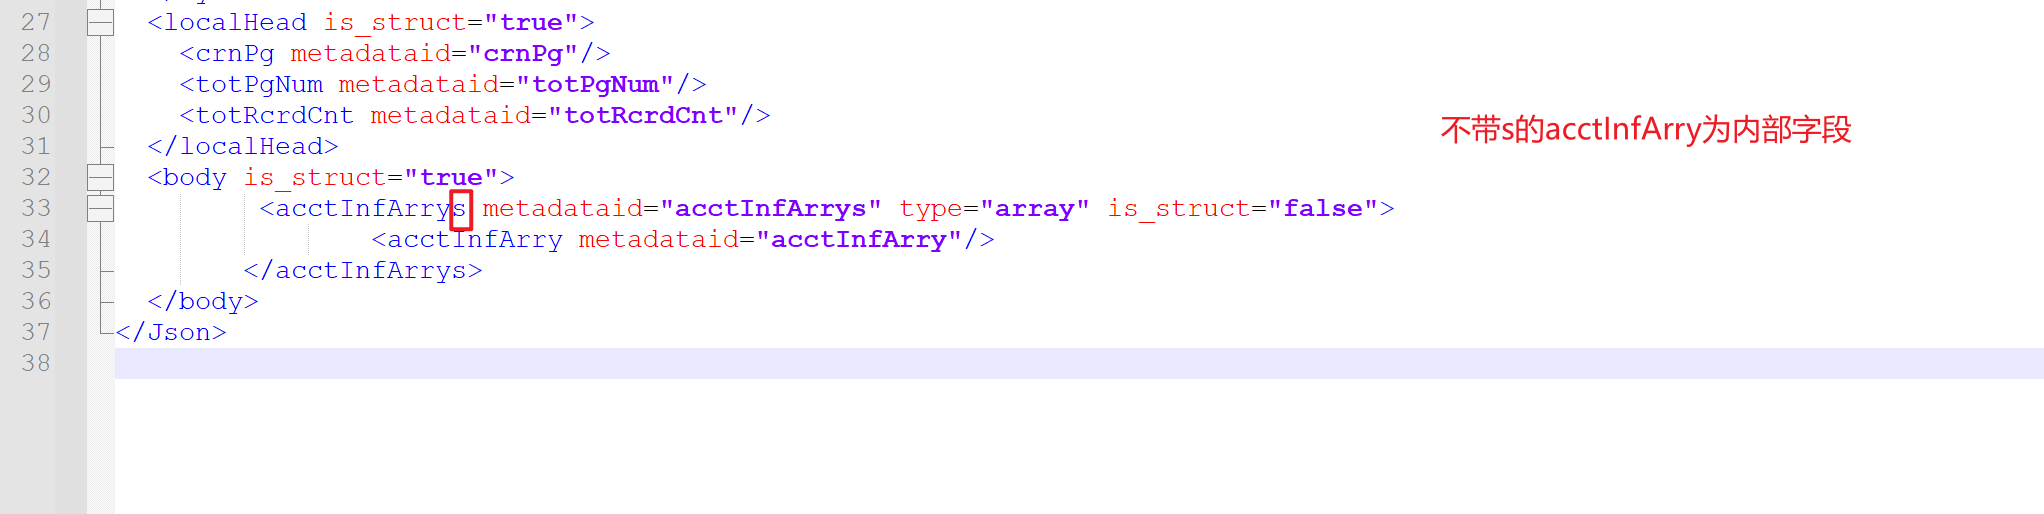 27 <localHead is_struct="true">
28 <crnPg metadataid="crnPg"/>
29 <totPgNum metadataid="totPgNum"/>
30 <totRcrdCnt metadataid="totRcrdCnt"/>
不带s的acctInfArry为内部字段
31 </localHead>
32 <body is_struct="true">
33 <acctInfArrys metadataid="acctInfArrys" type="array" is_struct="false">
34 <acctInfArry metadataid="acctInfArry"/>
35 </acctInfArrys>
36 </body>
37 </Json>
38